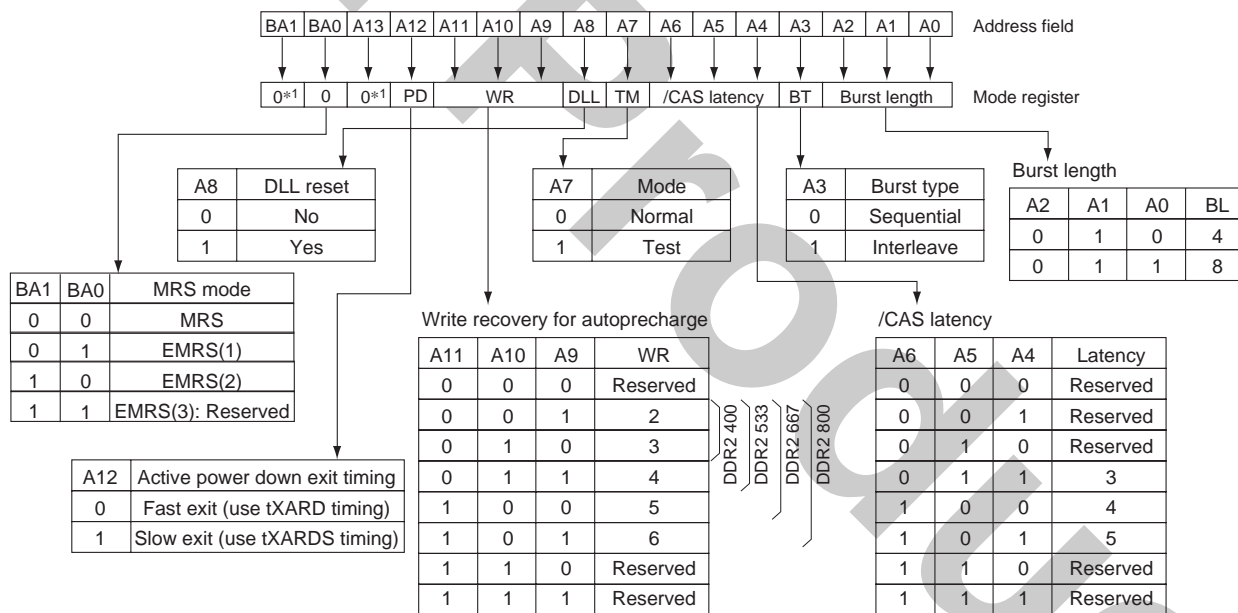 BA1 BA0 A13 A12 A11 A10 A9 A8 A7 A6 A5 A4 A3 A2 A1 A0 Address field
0*1 0 0*1 PD WR DLL TM /CAS latency BT Burst length Mode register
A8 DLL reset
0 No
1 Yes
A7 Mode
0 Normal
1 Test
A3 Burst type
0 Sequential
1 Interleave
Burst length
A2 A1 A0 BL
0 1 0 4
0 1 1 8
BA1 BA0 MRS mode
0 0 MRS
0 1 EMRS(1)
1 0 EMRS(2)
1 1 EMRS(3): Reserved
A12 Active power down exit timing
0 Fast exit (use tXARD timing)
1 Slow exit (use tXARDS timing)
Write recovery for autoprecharge
A11 A10 A9 WR
0 0 0 Reserved
0 0 1 2
0 1 0 3
0 1 1 4
1 0 0 5
1 0 1 6
1 1 0 Reserved
1 1 1 Reserved
DDR2 400
DDR2 533
DDR2 667
DDR2 800
/CAS latency
A6 A5 A4 Latency
0 0 0 Reserved
0 0 1 Reserved
0 1 0 Reserved
0 1 1 3
1 0 0 4
1 0 1 5
1 1 0 Reserved
1 1 1 Reserved
Produ